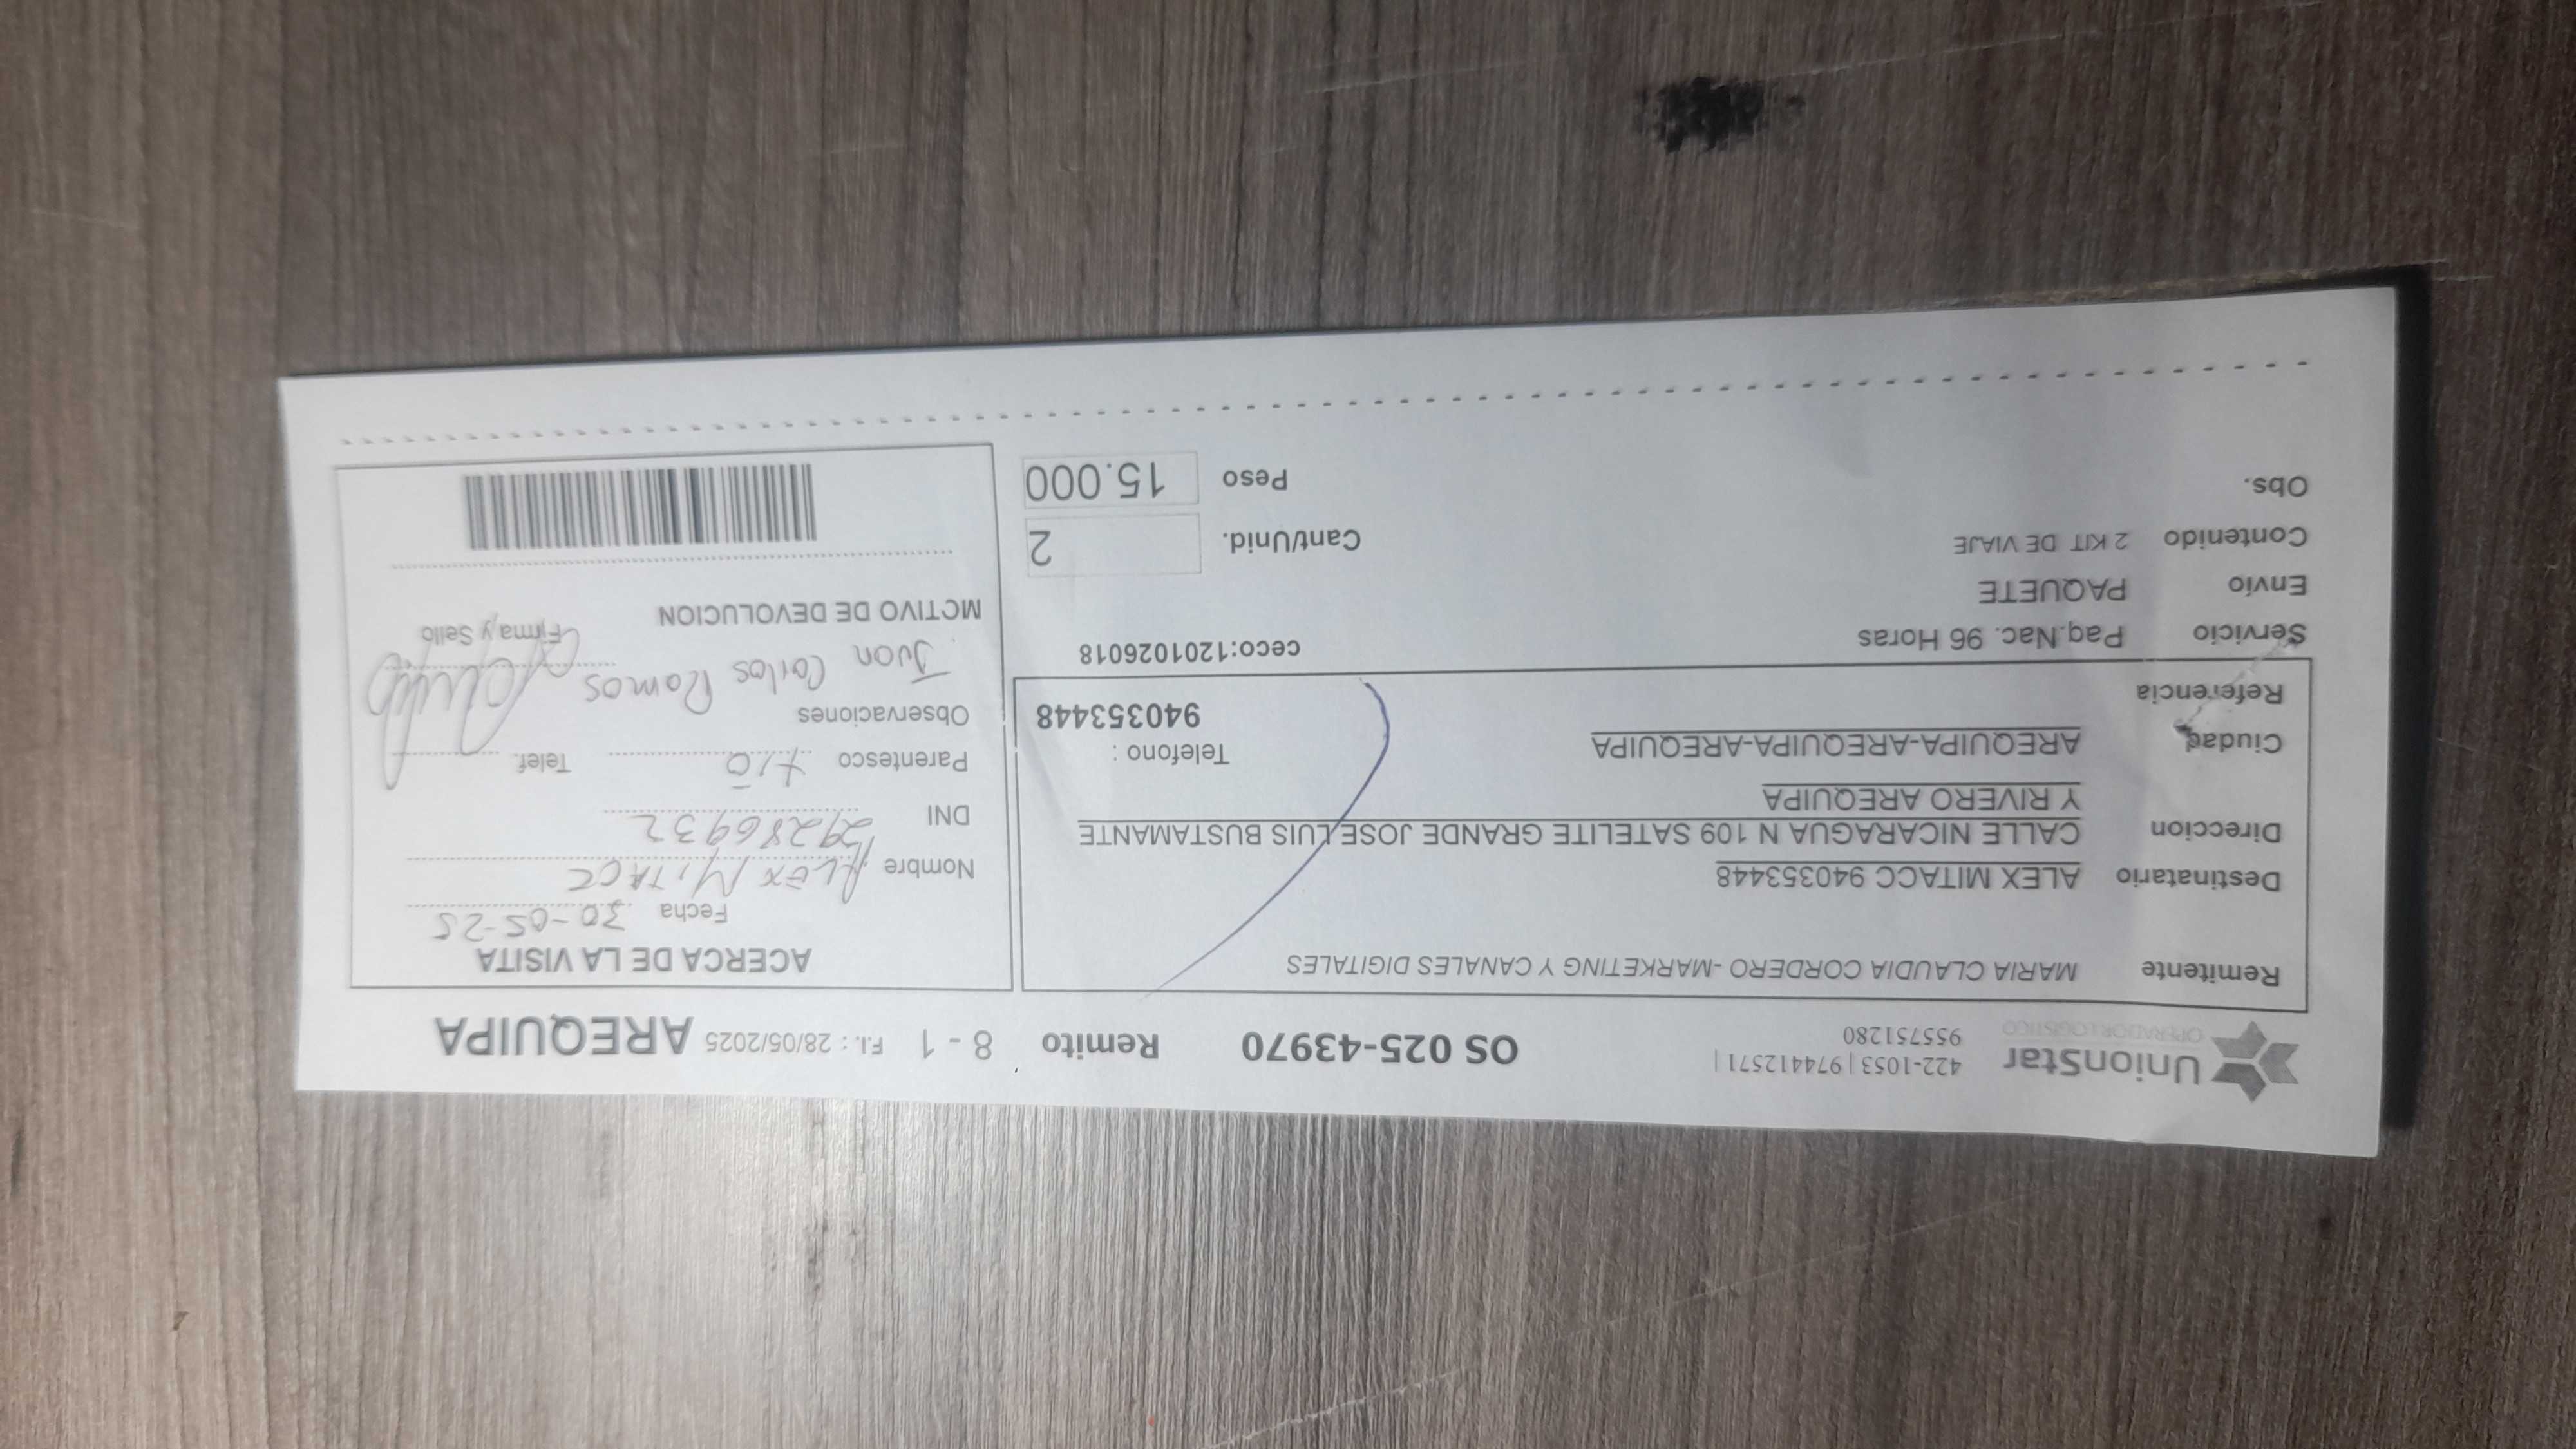 UnionStar
OPERADOR LOGISTICO
422-1053 | 974412571 |
955751280
OS 025-43970
Remito 8 - 1
F.I. : 28/05/2025 AREQUIPA
Remitente MARIA CLAUDIA CORDERO -MARKETING Y CANALES DIGITALES
Destinatario ALEX MITACC 940353448
Direccion CALLE NICARAGUA N 109 SATELITE GRANDE JOSE LUIS BUSTAMANTE
Y RIVERO AREQUIPA
Ciudad AREQUIPA-AREQUIPA-AREQUIPA
Telefono :
940353448
Referencia
Servicio Paq.Nac. 96 Horas
ceco:1201026018
Envío PAQUETE
Contenido 2 KIT DE VIAJE
Cant/Unid. 2
Obs.
Peso 15.000
ACERCA DE LA VISITA
Fecha 30-05-25
Nombre ALEX MITACC
DNI 29286932
Parentesco tio Telef.
Observaciones
Juan Carlos Ramos
Firma y Sello
MOTIVO DE DEVOLUCION